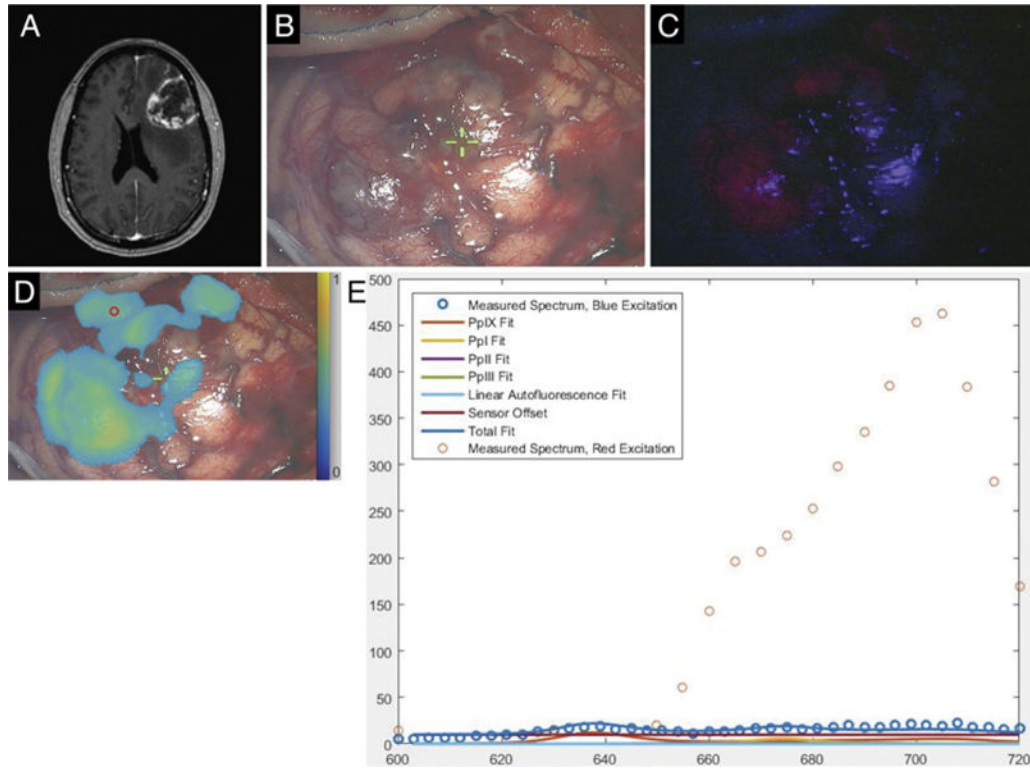 A
B
C
D
1
0
E
500
450
400
350
300
250
200
150
100
50
0
Measured Spectrum, Blue Excitation
PpIX Fit
PpI Fit
PpII Fit
PpIII Fit
Linear Autofluorescence Fit
Sensor Offset
Total Fit
Measured Spectrum, Red Excitation
600
620
640
660
680
700
720